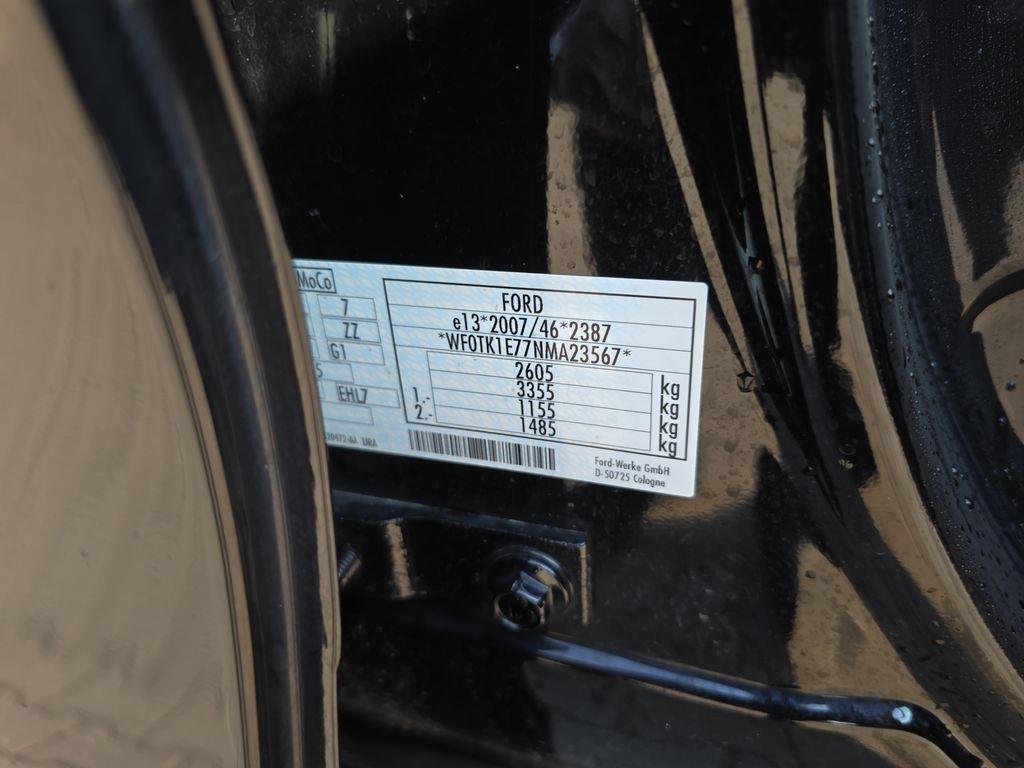 MoCo
7
ZZ
G1
5
EHL7
FORD
e13*2007/46*2387
*WF0TK1E77NMA23567*
2605 kg
3355 kg
1.- 1155 kg
2.- 1485 kg
Ford-Werke GmbH
D-50725 Cologne